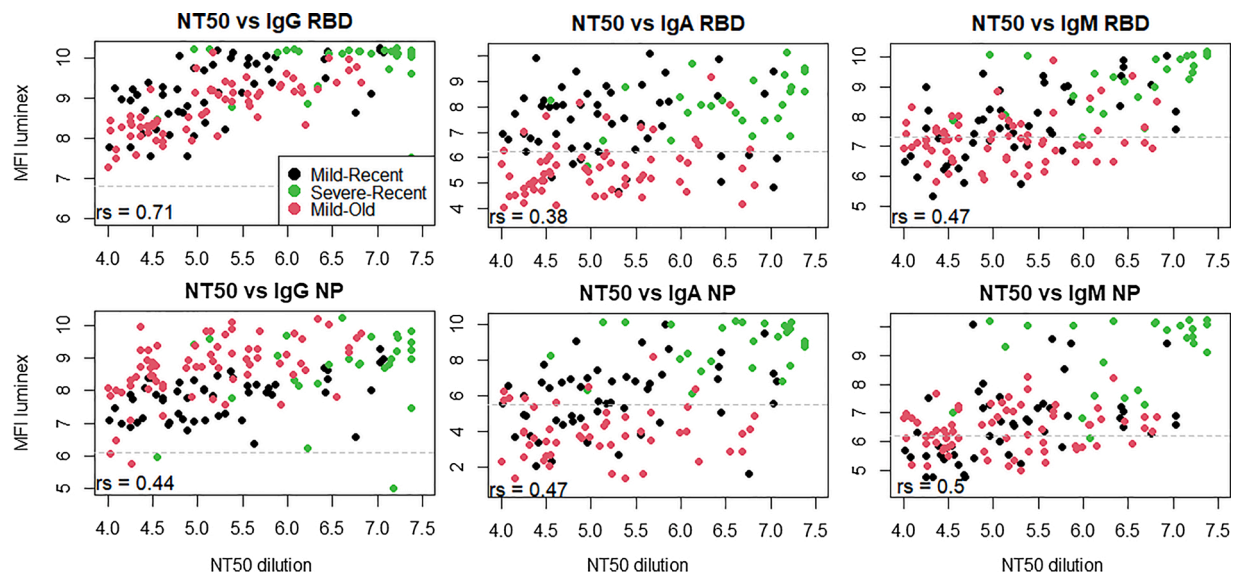 NT50 vs IgG RBD
NT50 vs IgA RBD
NT50 vs IgM RBD
MFI luminex
10
9
8
7
6
Mild-Recent
Severe-Recent
Mild-Old
rs = 0.71
4.0 4.5 5.0 5.5 6.0 6.5 7.0 7.5
9
8
7
6
5
4
rs = 0.38
4.0 4.5 5.0 5.5 6.0 6.5 7.0 7.5
10
9
8
7
6
5
rs = 0.47
4.0 4.5 5.0 5.5 6.0 6.5 7.0 7.5
NT50 vs IgG NP
NT50 vs IgA NP
NT50 vs IgM NP
MFI luminex
10
9
8
7
6
5
rs = 0.44
4.0 4.5 5.0 5.5 6.0 6.5 7.0 7.5
10
8
6
4
2
rs = 0.47
4.0 4.5 5.0 5.5 6.0 6.5 7.0 7.5
9
8
7
6
5
rs = 0.5
4.0 4.5 5.0 5.5 6.0 6.5 7.0 7.5
NT50 dilution
NT50 dilution
NT50 dilution